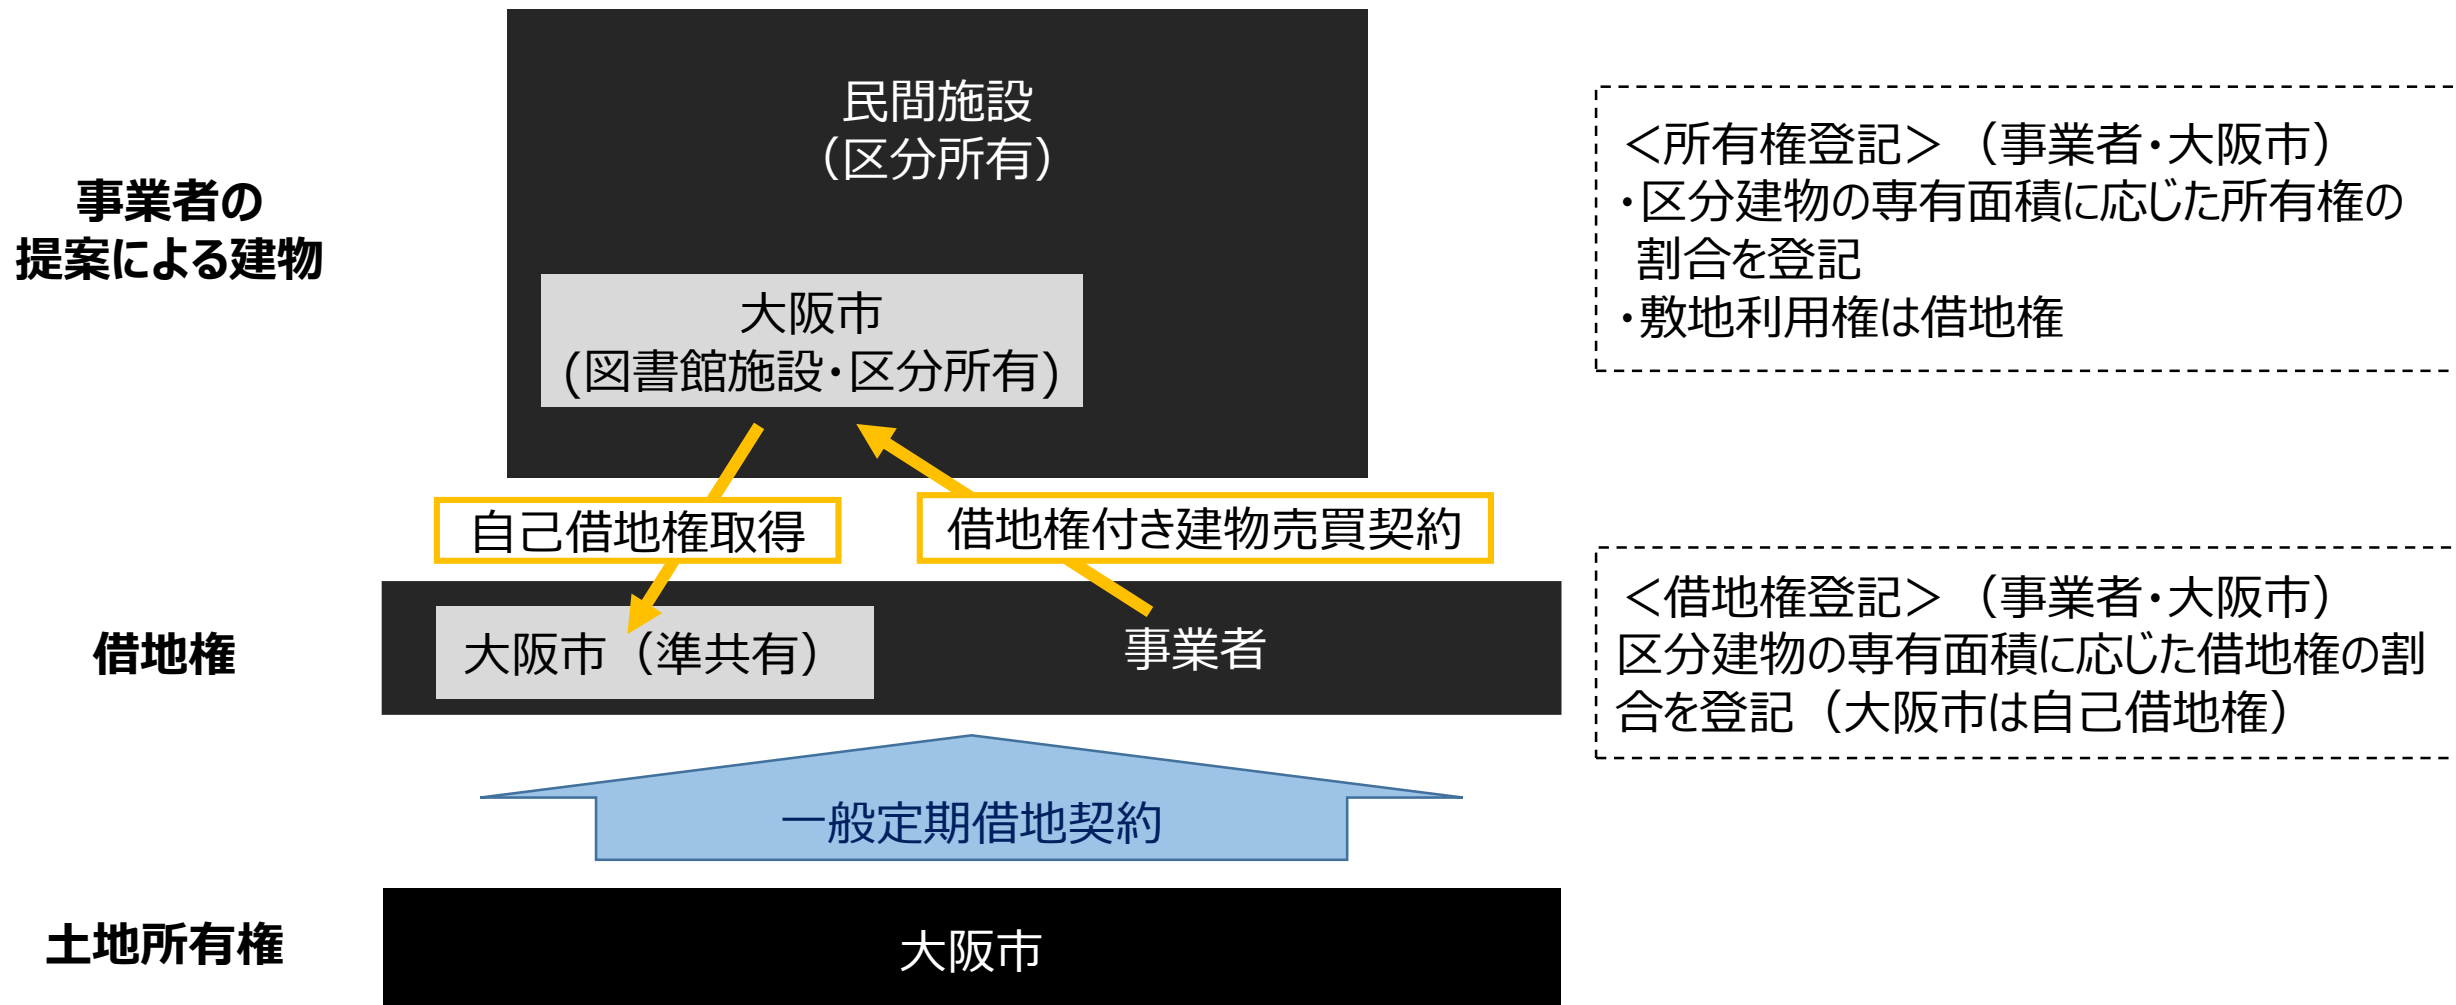 民間施設
（区分所有）
事業者の
提案による建物
大阪市
(図書館施設・区分所有)
＜所有権登記＞（事業者・大阪市）
・区分建物の専有面積に応じた所有権の
割合を登記
・敷地利用権は借地権
自己借地権取得
借地権付き建物売買契約
借地権
大阪市（準共有）
事業者
＜借地権登記＞（事業者・大阪市）
区分建物の専有面積に応じた借地権の割
合を登記（大阪市は自己借地権）
一般定期借地契約
土地所有権
大阪市